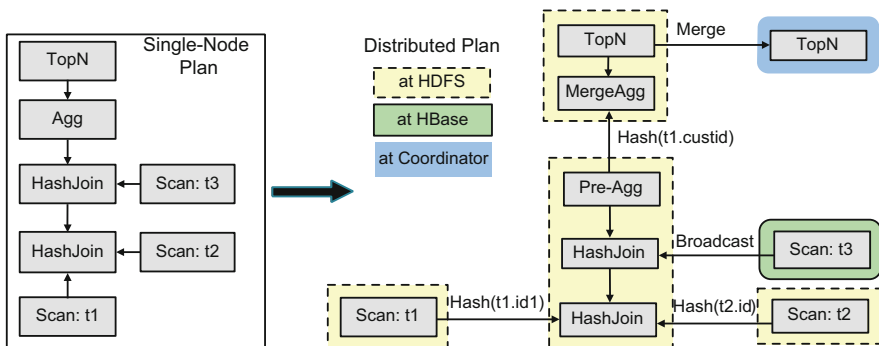 Single-Node
Plan
TopN
Agg
HashJoin
Scan: t3
HashJoin
Scan: t2
Scan: t1
Distributed Plan
at HDFS
at HBase
at Coordinator
TopN
Merge
TopN
MergeAgg
Hash(t1.custid)
Pre-Agg
HashJoin
Broadcast
Scan: t3
Scan: t1
Hash(t1.id1)
HashJoin
Hash(t2.id)
Scan: t2